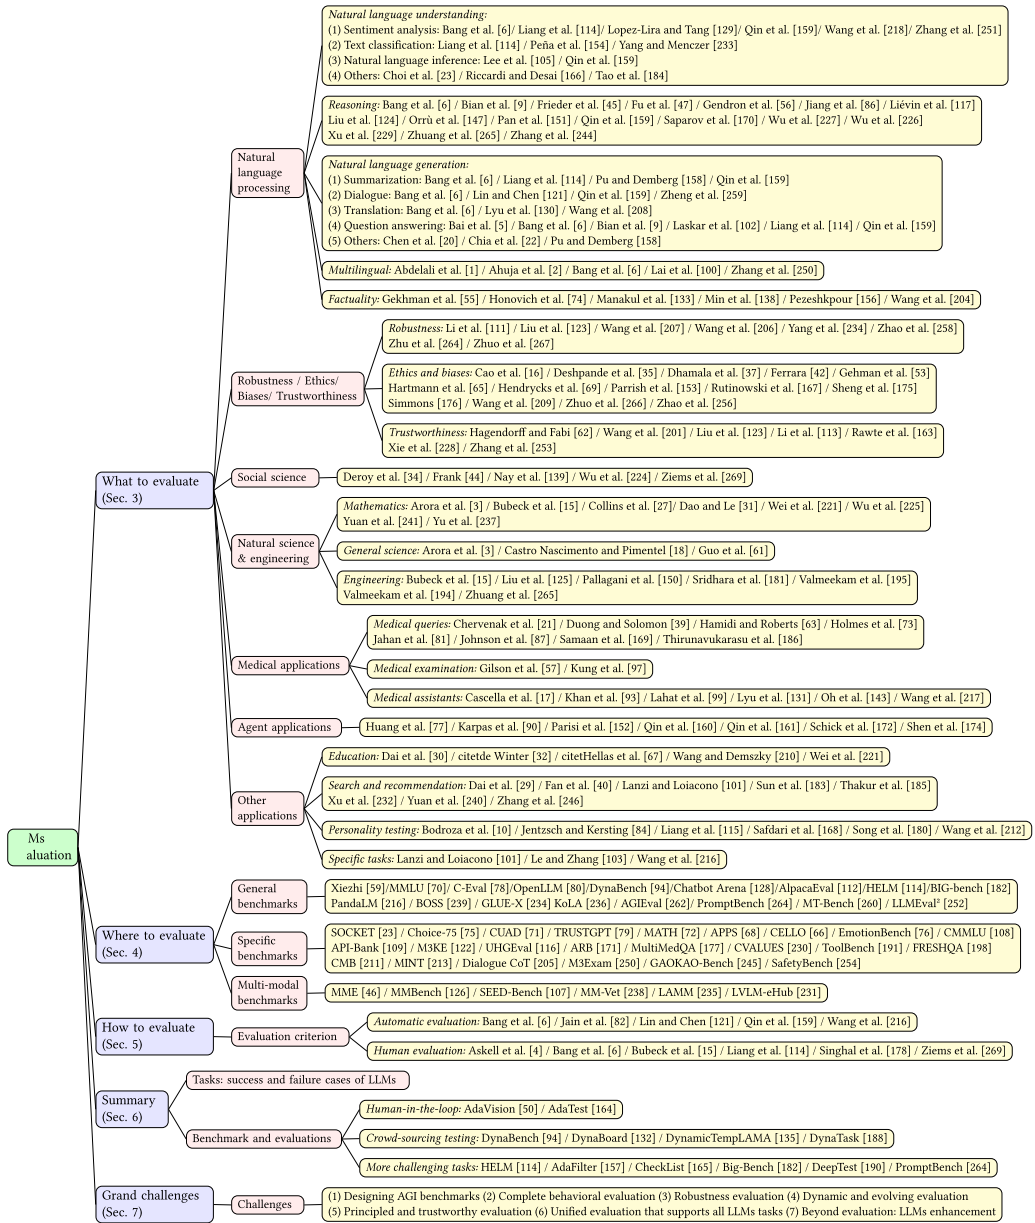 Natural language understanding:
(1) Sentiment analysis: Bang et al. [6]/ Liang et al. [114]/ Lopez-Lira and Tang [129]/ Qin et al. [159]/ Wang et al. [218]/ Zhang et al. [251]
(2) Text classification: Liang et al. [114] / Peña et al. [154] / Yang and Menczer [233]
(3) Natural language inference: Lee et al. [105] / Qin et al. [159]
(4) Others: Choi et al. [23] / Riccardi and Desai [166] / Tao et al. [184]
Reasoning: Bang et al. [6] / Bian et al. [9] / Frieder et al. [45] / Fu et al. [47] / Gendron et al. [56] / Jiang et al. [86] / Liévin et al. [117]
Liu et al. [124] / Orrù et al. [147] / Pan et al. [151] / Qin et al. [159] / Saparov et al. [170] / Wu et al. [227] / Wu et al. [226]
Xu et al. [229] / Zhuang et al. [265] / Zhang et al. [244]
Natural
language
processing
Natural language generation:
(1) Summarization: Bang et al. [6] / Liang et al. [114] / Pu and Demberg [158] / Qin et al. [159]
(2) Dialogue: Bang et al. [6] / Lin and Chen [121] / Qin et al. [159] / Zheng et al. [259]
(3) Translation: Bang et al. [6] / Lyu et al. [130] / Wang et al. [208]
(4) Question answering: Bai et al. [5] / Bang et al. [6] / Bian et al. [9] / Laskar et al. [102] / Liang et al. [114] / Qin et al. [159]
(5) Others: Chen et al. [20] / Chia et al. [22] / Pu and Demberg [158]
Multilingual: Abdelali et al. [1] / Ahuja et al. [2] / Bang et al. [6] / Lai et al. [100] / Zhang et al. [250]
Factuality: Gekhman et al. [55] / Honovich et al. [74] / Manakul et al. [133] / Min et al. [138] / Pezeshkpour [156] / Wang et al. [204]
Robustness: Li et al. [111] / Liu et al. [123] / Wang et al. [207] / Wang et al. [206] / Yang et al. [234] / Zhao et al. [258]
Zhu et al. [264] / Zhuo et al. [267]
Robustness / Ethics/
Biases/ Trustworthiness
Ethics and biases: Cao et al. [16] / Deshpande et al. [35] / Dhamala et al. [37] / Ferrara [42] / Gehman et al. [53]
Hartmann et al. [65] / Hendrycks et al. [69] / Parrish et al. [153] / Rutinowski et al. [167] / Sheng et al. [175]
Simmons [176] / Wang et al. [209] / Zhuo et al. [266] / Zhao et al. [256]
Trustworthiness: Hagendorff and Fabi [62] / Wang et al. [201] / Liu et al. [123] / Li et al. [113] / Rawte et al. [163]
Xie et al. [228] / Zhang et al. [253]
What to evaluate
(Sec. 3)
Social science
Deroy et al. [34] / Frank [44] / Nay et al. [139] / Wu et al. [224] / Ziems et al. [269]
Mathematics: Arora et al. [3] / Bubeck et al. [15] / Collins et al. [27]/ Dao and Le [31] / Wei et al. [221] / Wu et al. [225]
Yuan et al. [241] / Yu et al. [237]
Natural science
& engineering
General science: Arora et al. [3] / Castro Nascimento and Pimentel [18] / Guo et al. [61]
Engineering: Bubeck et al. [15] / Liu et al. [125] / Pallagani et al. [150] / Sridhara et al. [181] / Valmeekam et al. [195]
Valmeekam et al. [194] / Zhuang et al. [265]
Medical queries: Chervenak et al. [21] / Duong and Solomon [39] / Hamidi and Roberts [63] / Holmes et al. [73]
Jahan et al. [81] / Johnson et al. [87] / Samaan et al. [169] / Thirunavukarasu et al. [186]
Medical applications
Medical examination: Gilson et al. [57] / Kung et al. [97]
Medical assistants: Cascella et al. [17] / Khan et al. [93] / Lahat et al. [99] / Lyu et al. [131] / Oh et al. [143] / Wang et al. [217]
Agent applications
Huang et al. [77] / Karpas et al. [90] / Parisi et al. [152] / Qin et al. [160] / Qin et al. [161] / Schick et al. [172] / Shen et al. [174]
Education: Dai et al. [30] / citetde Winter [32] / citetHellas et al. [67] / Wang and Demszky [210] / Wei et al. [221]
Search and recommendation: Dai et al. [29] / Fan et al. [40] / Lanzi and Loiacono [101] / Sun et al. [183] / Thakur et al. [185]
Xu et al. [232] / Yuan et al. [240] / Zhang et al. [246]
Other
applications
Personality testing: Bodroza et al. [10] / Jentzsch and Kersting [84] / Liang et al. [115] / Safdari et al. [168] / Song et al. [180] / Wang et al. [212]
Specific tasks: Lanzi and Loiacono [101] / Le and Zhang [103] / Wang et al. [216]
Ms
aluation
General
benchmarks
Xiezhi [59]/MMLU [70]/ C-Eval [78]/OpenLLM [80]/DynaBench [94]/Chatbot Arena [128]/AlpacaEval [112]/HELM [114]/BIG-bench [182]
PandaLM [216] / BOSS [239] / GLUE-X [234] KoLA [236] / AGIEval [262]/ PromptBench [264] / MT-Bench [260] / LLMEval² [252]
Where to evaluate
(Sec. 4)
Specific
benchmarks
SOCKET [23] / Choice-75 [75] / CUAD [71] / TRUSTGPT [79] / MATH [72] / APPS [68] / CELLO [66] / EmotionBench [76] / CMMLU [108]
API-Bank [109] / M3KE [122] / UHGEval [116] / ARB [171] / MultiMedQA [177] / CVALUES [230] / ToolBench [191] / FRESHQA [198]
CMB [211] / MINT [213] / Dialogue CoT [205] / M3Exam [250] / GAOKAO-Bench [245] / SafetyBench [254]
Multi-modal
benchmarks
MME [46] / MMBench [126] / SEED-Bench [107] / MM-Vet [238] / LAMM [235] / LVLM-eHub [231]
How to evaluate
(Sec. 5)
Evaluation criterion
Automatic evaluation: Bang et al. [6] / Jain et al. [82] / Lin and Chen [121] / Qin et al. [159] / Wang et al. [216]
Human evaluation: Askell et al. [4] / Bang et al. [6] / Bubeck et al. [15] / Liang et al. [114] / Singhal et al. [178] / Ziems et al. [269]
Summary
(Sec. 6)
Tasks: success and failure cases of LLMs
Benchmark and evaluations
Human-in-the-loop: AdaVision [50] / AdaTest [164]
Crowd-sourcing testing: DynaBench [94] / DynaBoard [132] / DynamicTempLAMA [135] / DynaTask [188]
More challenging tasks: HELM [114] / AdaFilter [157] / CheckList [165] / Big-Bench [182] / DeepTest [190] / PromptBench [264]
Grand challenges
(Sec. 7)
Challenges
(1) Designing AGI benchmarks (2) Complete behavioral evaluation (3) Robustness evaluation (4) Dynamic and evolving evaluation
(5) Principled and trustworthy evaluation (6) Unified evaluation that supports all LLMs tasks (7) Beyond evaluation: LLMs enhancement